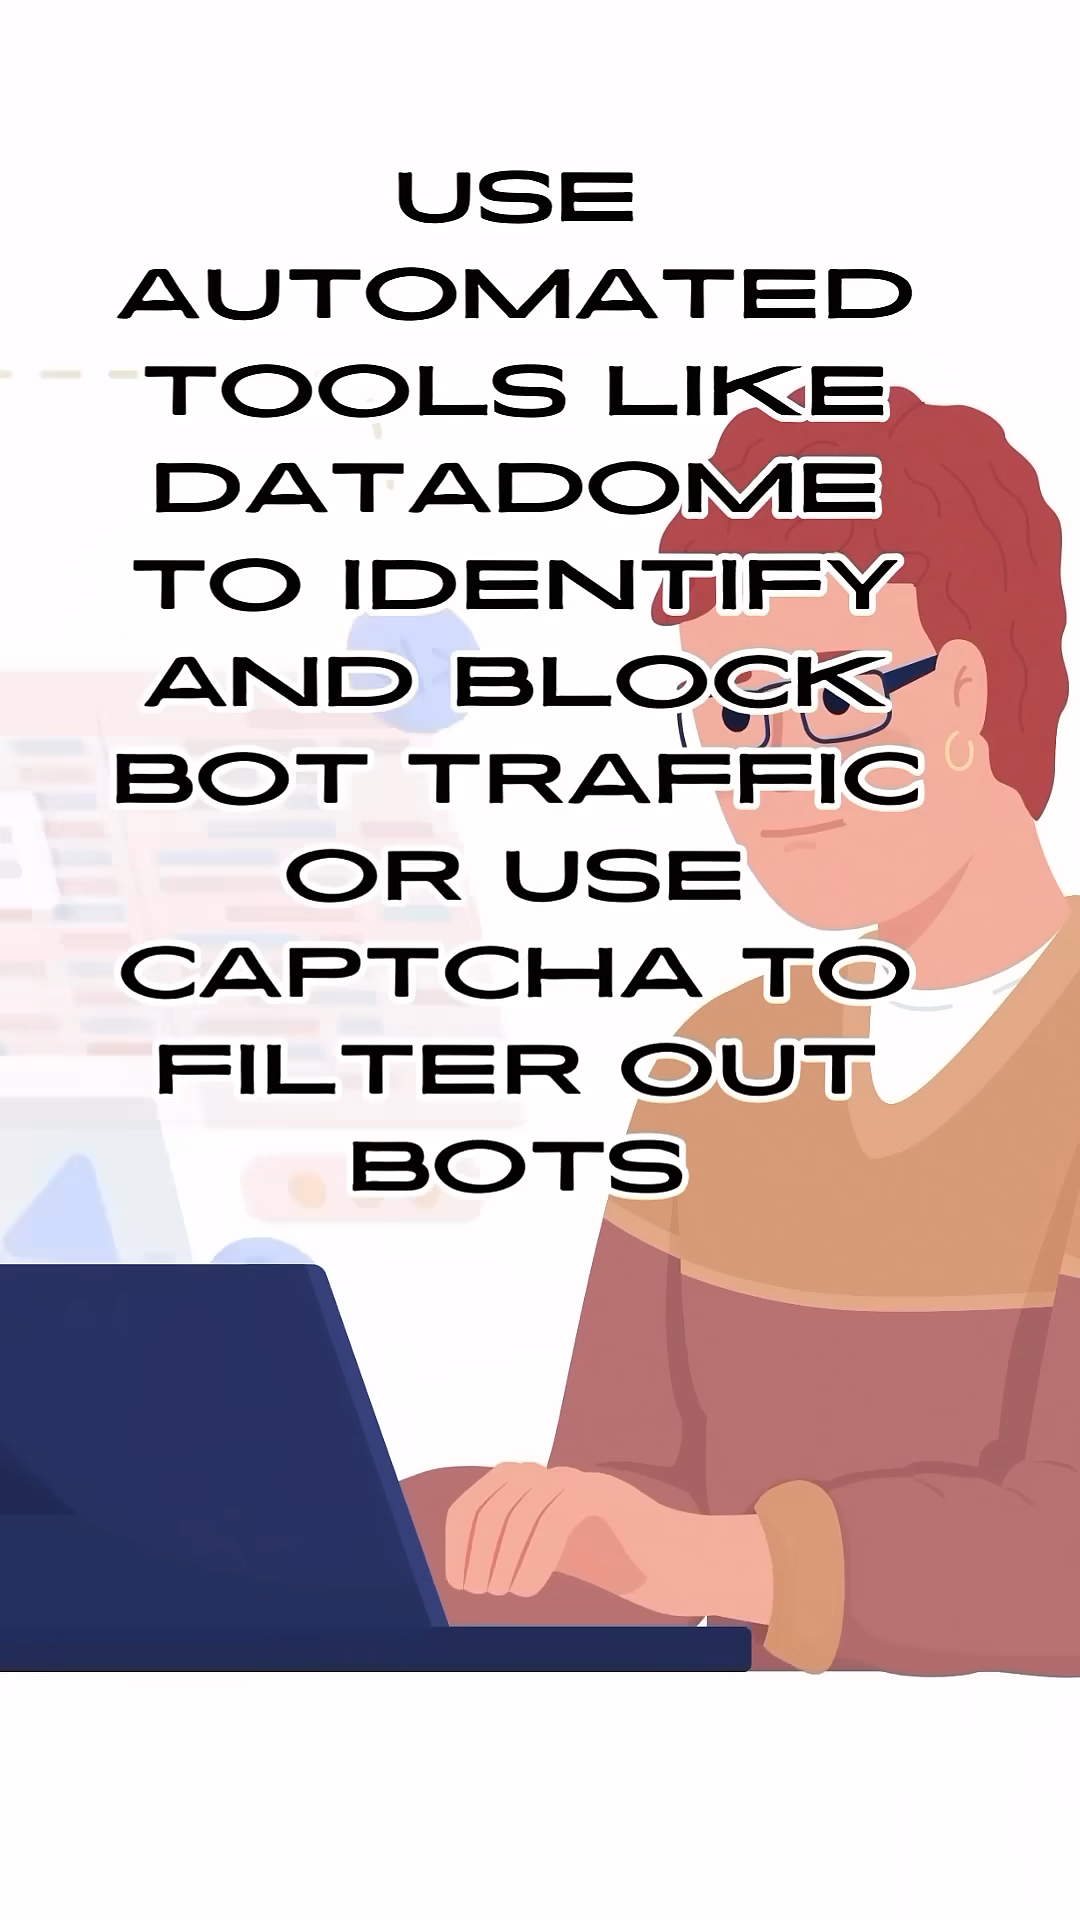 USE
AUTOMATED
TOOLS LIKE
DATADOME
TO IDENTIFY
AND BLOCK
BOT TRAFFIC
OR USE
CAPTCHA TO
FILTER OUT
BOTS